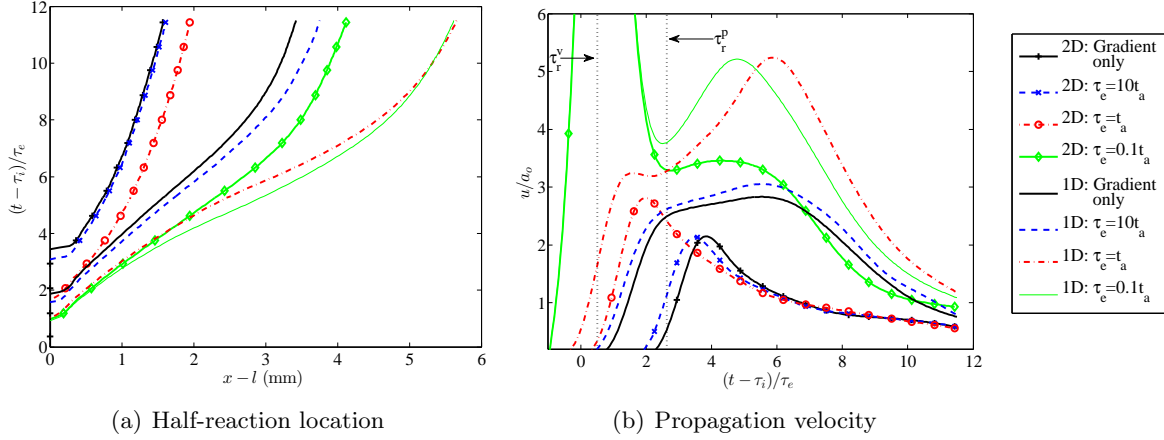 12
10
8
6
4
2
0
(t − τᵢ)/τₑ
0 1 2 3 4 5 6
x − l (mm)
(a) Half-reaction location
6
5
4
3
2
1
u/aₒ
τᵣᵛ
τᵣᵖ
0 2 4 6 8 10 12
(t − τᵢ)/τₑ
(b) Propagation velocity
2D: Gradient
only
2D: τₑ=10tₐ
2D: τₑ=tₐ
2D: τₑ=0.1tₐ
1D: Gradient
only
1D: τₑ=10tₐ
1D: τₑ=tₐ
1D: τₑ=0.1tₐ